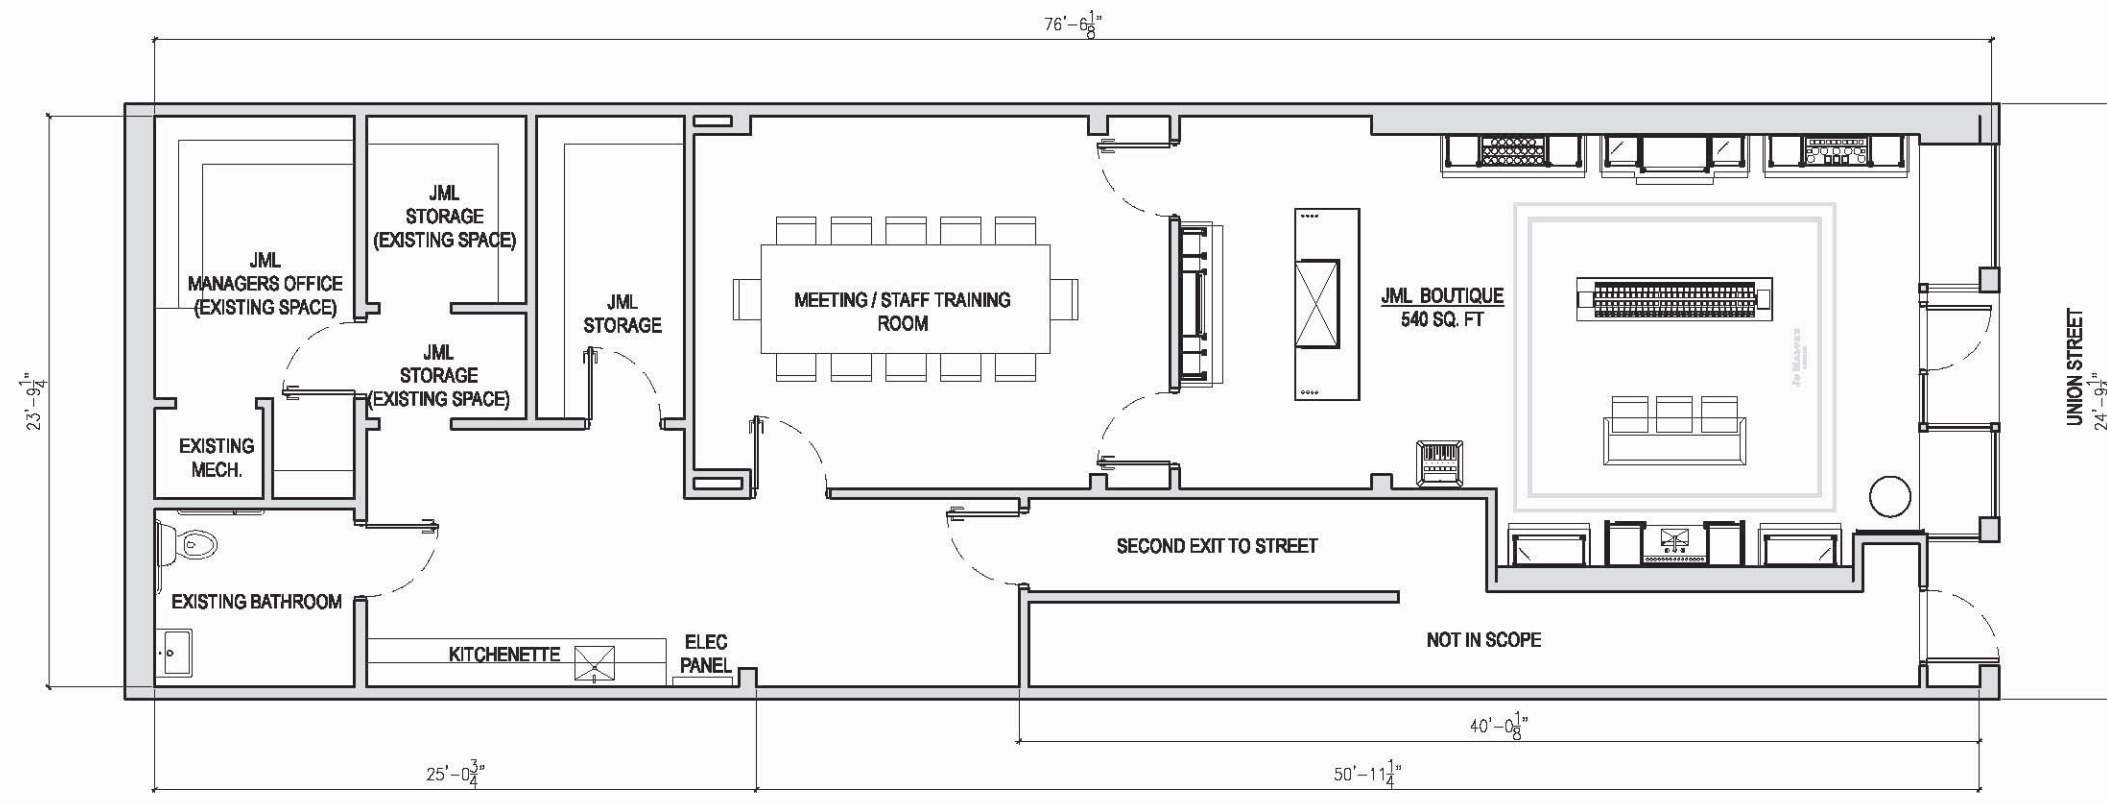 76'-6 1/8"
JML
STORAGE
(EXISTING SPACE)
JML
MANAGERS OFFICE
(EXISTING SPACE)
JML
STORAGE
MEETING / STAFF TRAINING
ROOM
JML BOUTIQUE
540 SQ. FT
JML
STORAGE
(EXISTING SPACE)
UNION STREET
24'-9
23'-9 1/4"
Jo Malone
EXISTING
MECH.
SECOND EXIT TO STREET
EXISTING BATHROOM
KITCHENETTE
ELEC
PANEL
NOT IN SCOPE
40'-0 1/8"
25'-0 3/4"
50'-11 1/4"